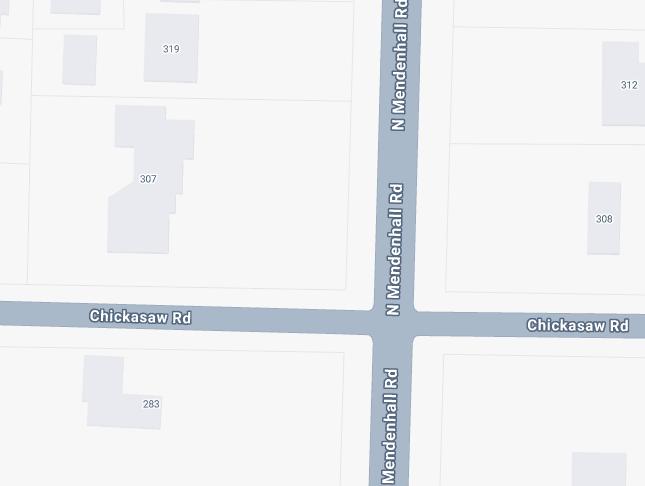 N Mendenhall Rd
319
312
307
N Mendenhall Rd
308
Chickasaw Rd
Chickasaw Rd
Mendenhall Rd
283